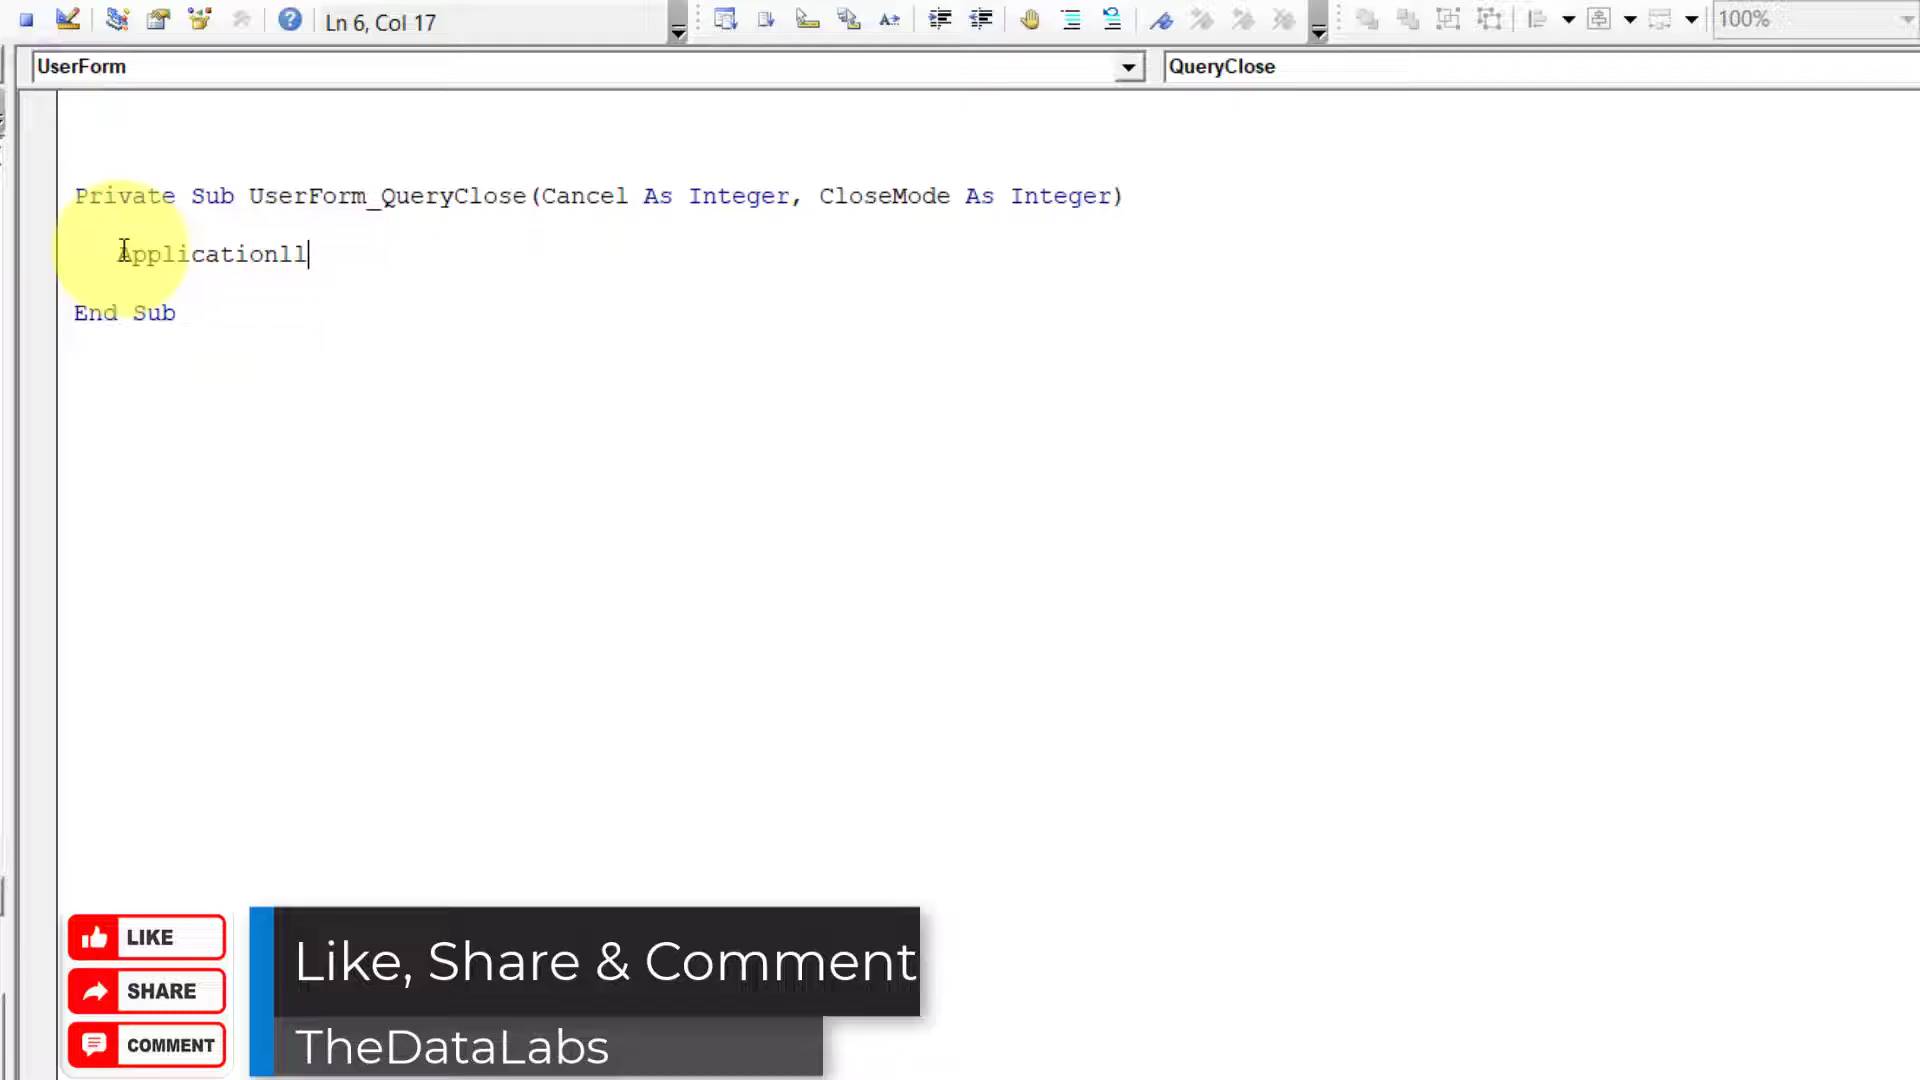 Ln 6, Col 17
100%
UserForm
QueryClose
Private Sub UserForm_QueryClose(Cancel As Integer, CloseMode As Integer)
Applicationll
End Sub
LIKE
SHARE
COMMENT
Like, Share & Comment
TheDataLabs